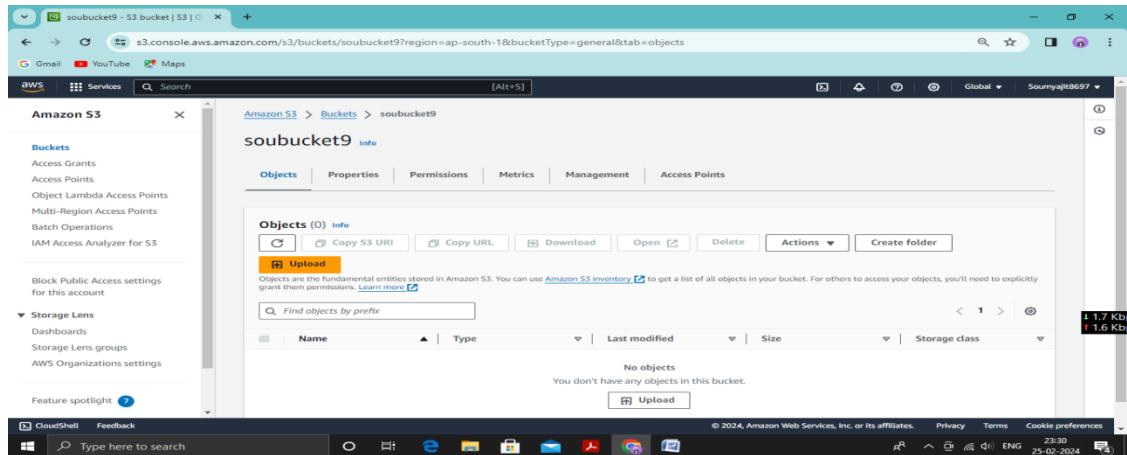 soubucket9 - S3 bucket | S3 | G
s3.console.aws.amazon.com/s3/buckets/soubucket9?region=ap-south-1&bucketType=general&tab=objects
Gmail YouTube Maps
aws Services Search [Alt+S] Global Soumyajit8697
Amazon S3
Buckets
Access Grants
Access Points
Object Lambda Access Points
Multi-Region Access Points
Batch Operations
IAM Access Analyzer for S3
Block Public Access settings
for this account
Storage Lens
Dashboards
Storage Lens groups
AWS Organizations settings
Feature spotlight 7
Amazon S3 > Buckets > soubucket9
soubucket9 Info
Objects Properties Permissions Metrics Management Access Points
Objects (0) Info
Copy S3 URI Copy URL Download Open Delete Actions Create folder
Upload
Objects are the fundamental entities stored in Amazon S3. You can use Amazon S3 inventory to get a list of all objects in your bucket. For others to access your objects, you'll need to explicitly
grant them permissions. Learn more
Find objects by prefix
< 1 >
Name Type Last modified Size Storage class
No objects
You don't have any objects in this bucket.
Upload
1.7 Kb
1.6 Kb
CloudShell Feedback © 2024, Amazon Web Services, Inc. or its affiliates. Privacy Terms Cookie preferences
Type here to search ENG 23:30
25-02-2024